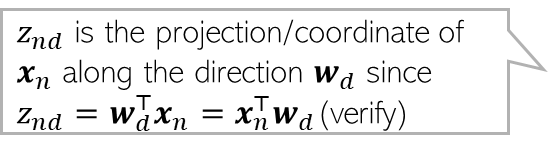 z_{nd} is the projection/coordinate of
x_n along the direction w_d since
z_{nd} = w_d^⊤ x_n = x_n^⊤ w_d (verify)